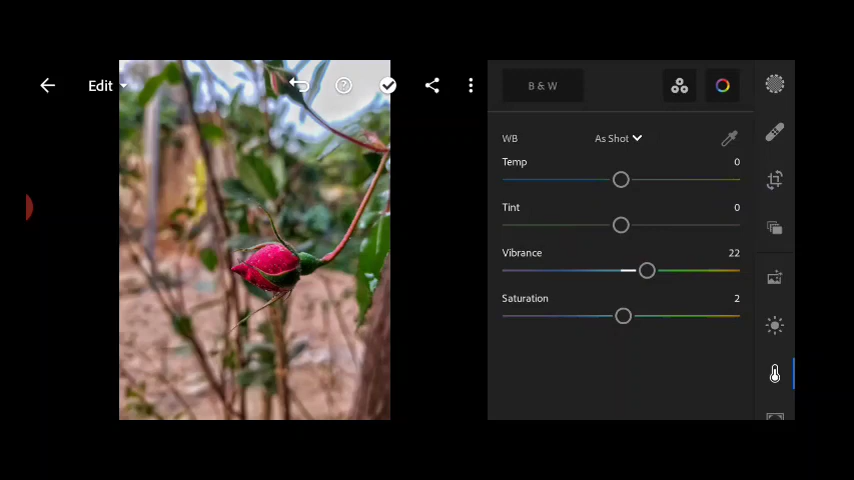 Edit
B & W
WB
As Shot
Temp
0
Tint
0
Vibrance
22
Saturation
2